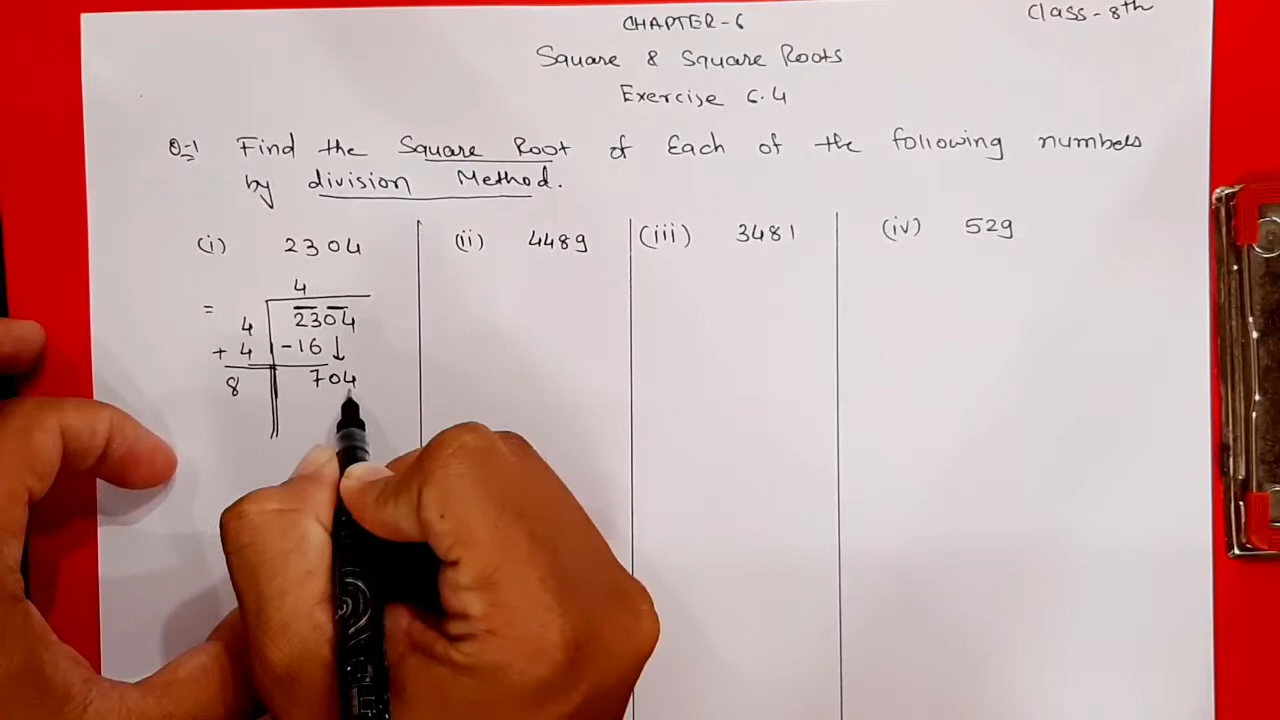 CHAPTER-6
Class-8th
Square & Square Roots
Exercise 6.4
Q-1 Find the Square Root of Each of the following numbers
by division Method.
(i) 2304
(ii) 4489
(iii) 3481
(iv) 529
4
= 4 2304
+ 4 -16 ↓
8 704